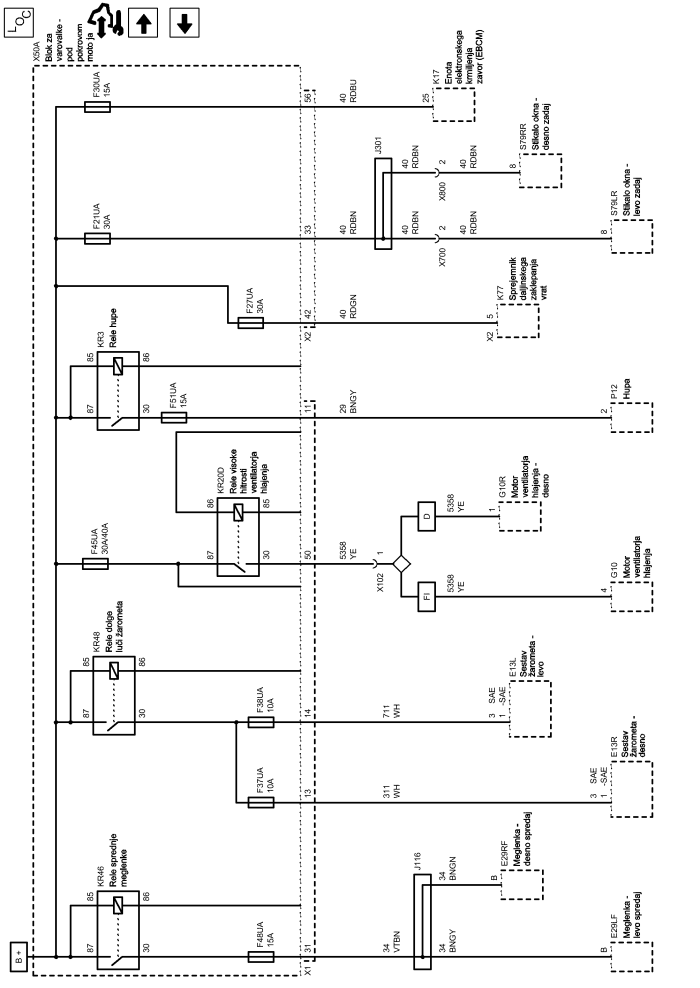 LOC
X50A
Blok za
varovalke -
pod
pokrovom
moto ja
F30UA
15A
56
40
RDBU
25
K17
Enota
elektronskega
krmiljenja
zavor (EBCM)
J301
40
RDBN
2
X800
40
RDBN
8
S79RR
Stikalo okna -
desno zadaj
F21UA
30A
33
40
RDBN
40
RDBN
2
X700
40
RDBN
8
S79LR
Stikalo okna -
levo zadaj
F27UA
30A
42
X2
40
RDGN
5
X2
K77
Sprejemnik
daljinskega
zaklepanja
vrat
KR3
Rele hupe
85
86
87
30
F51UA
15A
11
29
BNGY
2
P12
Hupa
KR20D
Rele visoke
hitrosti
ventilatorja
hlajenja
86
85
87
30
F45UA
30A/40A
50
5358
YE
1
X102
D
5358
YE
1
G10R
Motor
ventilatorja
hlajenja -
desno
FI
5358
YE
4
G10
Motor
ventilatorja
hlajenja
KR48
Rele dolge
luči žarometa
85
86
87
30
F38UA
10A
14
711
WH
3 SAE
1 -SAE
E13L
Sestav
žarometa -
levo
F37UA
10A
13
311
WH
3 SAE
1 -SAE
E13R
Sestav
žarometa -
desno
KR46
Rele sprednje
meglenke
85
86
87
30
F48UA
15A
31
X1
34
VTBN
J116
34
BNGN
B
E29RF
Meglenka -
desno spredaj
34
BNGY
B
E29LF
Meglenka -
levo spredaj
B +